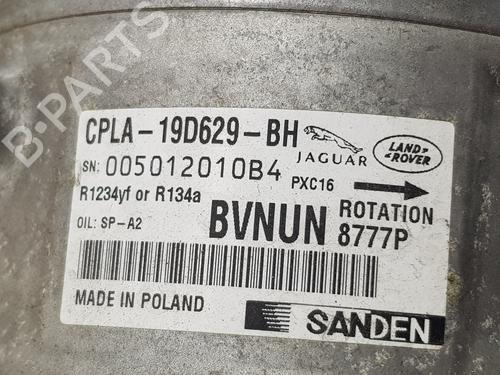 CPLA-19D629-BH
JAGUAR
LAND ROVER
SN: 005012010B4
PXC16
R1234yf or R134a
ROTATION
OIL: SP-A2
BVNUN 8777P
MADE IN POLAND
SANDEN
B-PARTS